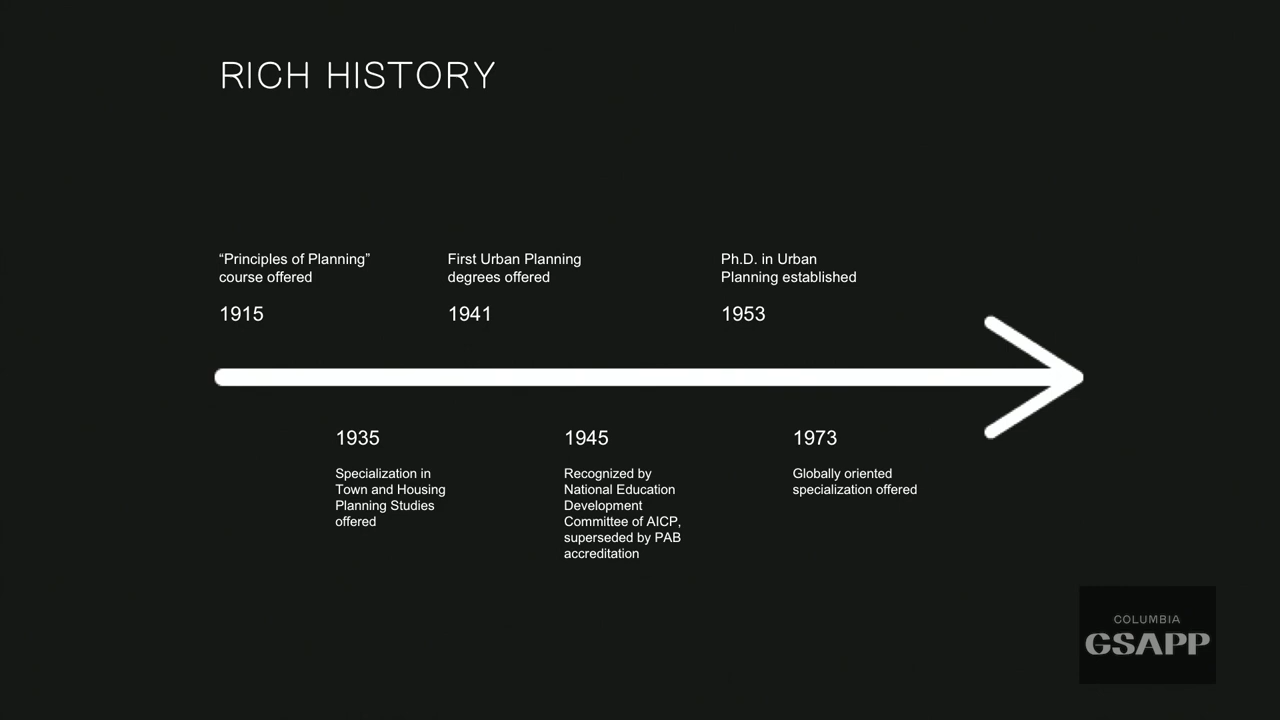 RICH HISTORY
“Principles of Planning”
course offered
1915
First Urban Planning
degrees offered
1941
Ph.D. in Urban
Planning established
1953
1935
Specialization in
Town and Housing
Planning Studies
offered
1945
Recognized by
National Education
Development
Committee of AICP,
superseded by PAB
accreditation
1973
Globally oriented
specialization offered
COLUMBIA
GSAPP